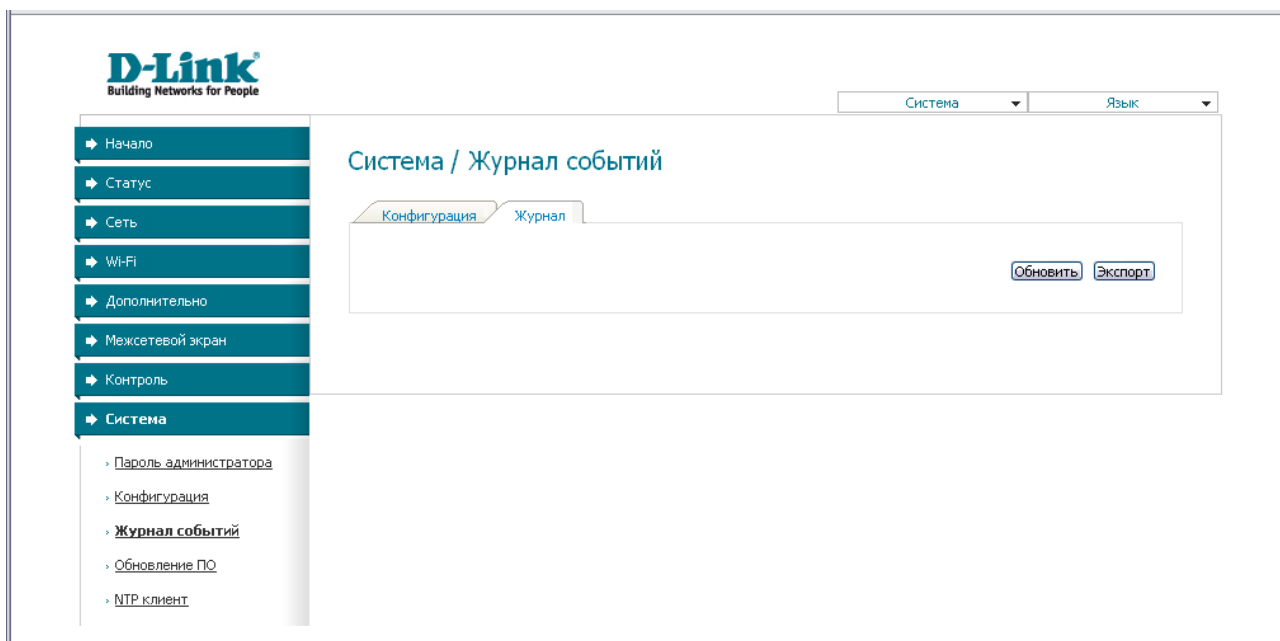 D-Link®
Building Networks for People
Система Язык
Начало
Статус
Сеть
Wi-Fi
Дополнительно
Межсетевой экран
Контроль
Система
Пароль администратора
Конфигурация
Журнал событий
Обновление ПО
NTP клиент
Система / Журнал событий
Конфигурация Журнал
Обновить Экспорт